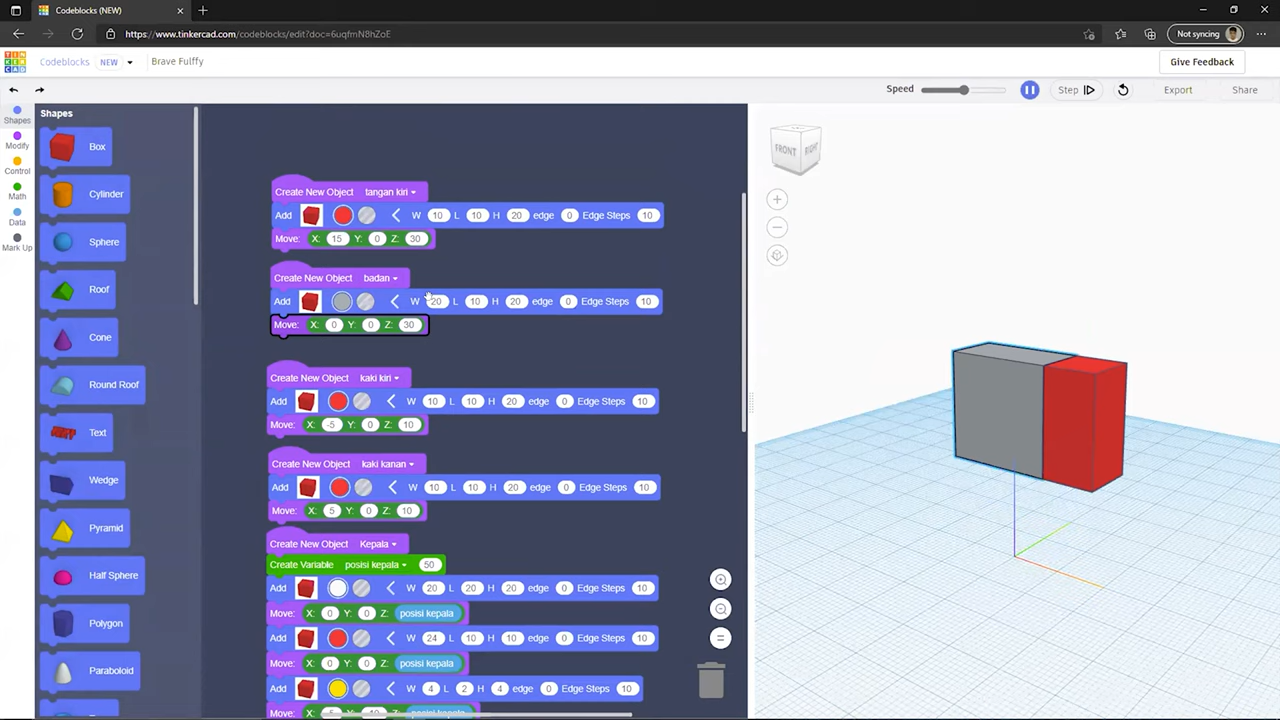 Codeblocks (NEW)
https://www.tinkercad.com/codeblocks/edit?doc=6uqfmN8hZoE
Not syncing
TIN
KER
CAD
Codeblocks NEW Brave Fulffy
Give Feedback
Speed
Step
Export
Share
Shapes
Modify
Control
Math
Data
Mark Up
Shapes
Box
Cylinder
Sphere
Roof
Cone
Round Roof
Text
Wedge
Pyramid
Half Sphere
Polygon
Paraboloid
Create New Object tangan kiri
Add W 10 L 10 H 20 edge 0 Edge Steps 10
Move: X: 15 Y: 0 Z: 30
Create New Object badan
Add W 20 L 10 H 20 edge 0 Edge Steps 10
Move: X: 0 Y: 0 Z: 30
Create New Object kaki kiri
Add W 10 L 10 H 20 edge 0 Edge Steps 10
Move: X: -5 Y: 0 Z: 10
Create New Object kaki kanan
Add W 10 L 10 H 20 edge 0 Edge Steps 10
Move: X: 5 Y: 0 Z: 10
Create New Object Kepala
Create Variable posisi kepala 50
Add W 20 L 20 H 20 edge 0 Edge Steps 10
Move: X: 0 Y: 0 Z: posisi kepala
Add W 24 L 10 H 10 edge 0 Edge Steps 10
Move: X: 0 Y: 0 Z: posisi kepala
Add W 4 L 2 H 4 edge 0 Edge Steps 10
Move: X: Y: Z: posisi kepala
FRONT
RIGHT